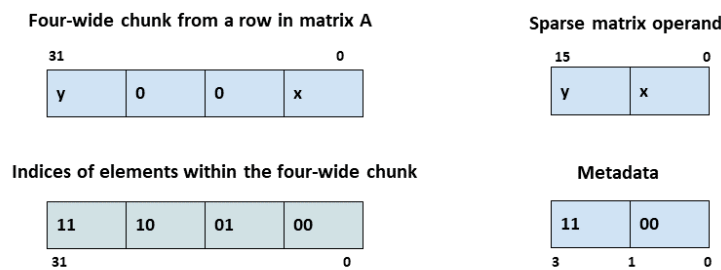 Four-wide chunk from a row in matrix A
31 0
y 0 0 x
Indices of elements within the four-wide chunk
11 10 01 00
31 0
Sparse matrix operand
15 0
y x
Metadata
11 00
3 1 0